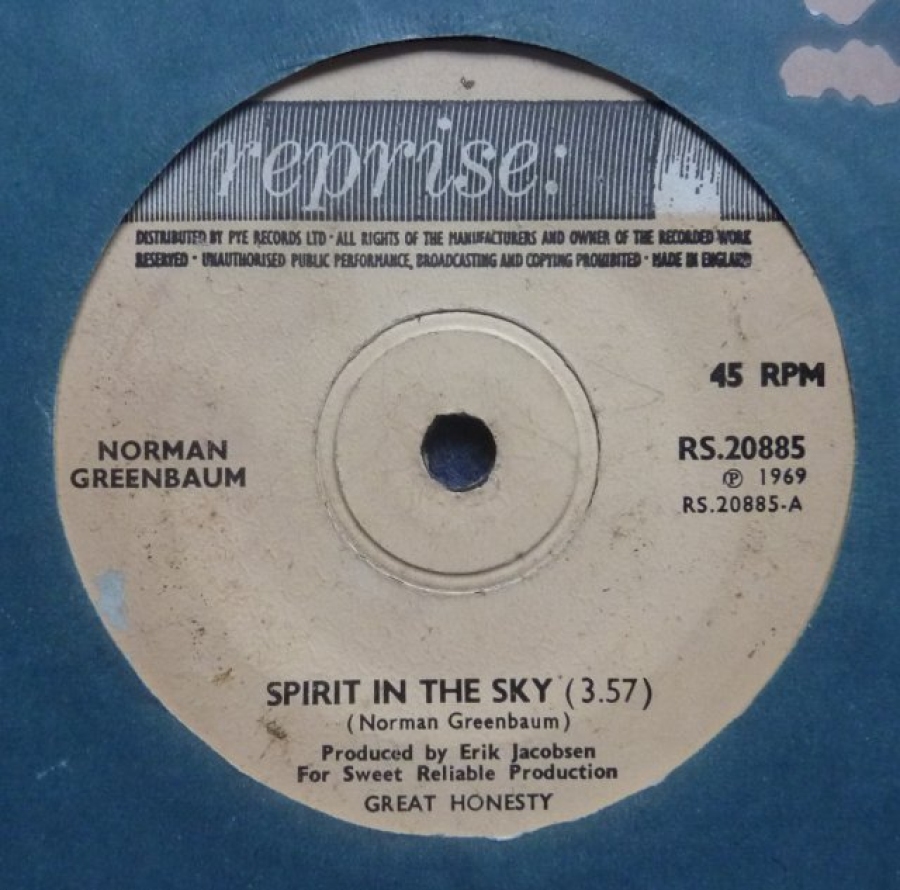 reprise:
DISTRIBUTED BY PYE RECORDS LTD · ALL RIGHTS OF THE MANUFACTURERS AND OWNER OF THE RECORDED WORK
RESERVED · UNAUTHORISED PUBLIC PERFORMANCE, BROADCASTING AND COPYING PROHIBITED · MADE IN ENGLAND
45 RPM
NORMAN
GREENBAUM
RS.20885
℗ 1969
RS.20885-A
SPIRIT IN THE SKY (3.57)
(Norman Greenbaum)
Produced by Erik Jacobsen
For Sweet Reliable Production
GREAT HONESTY